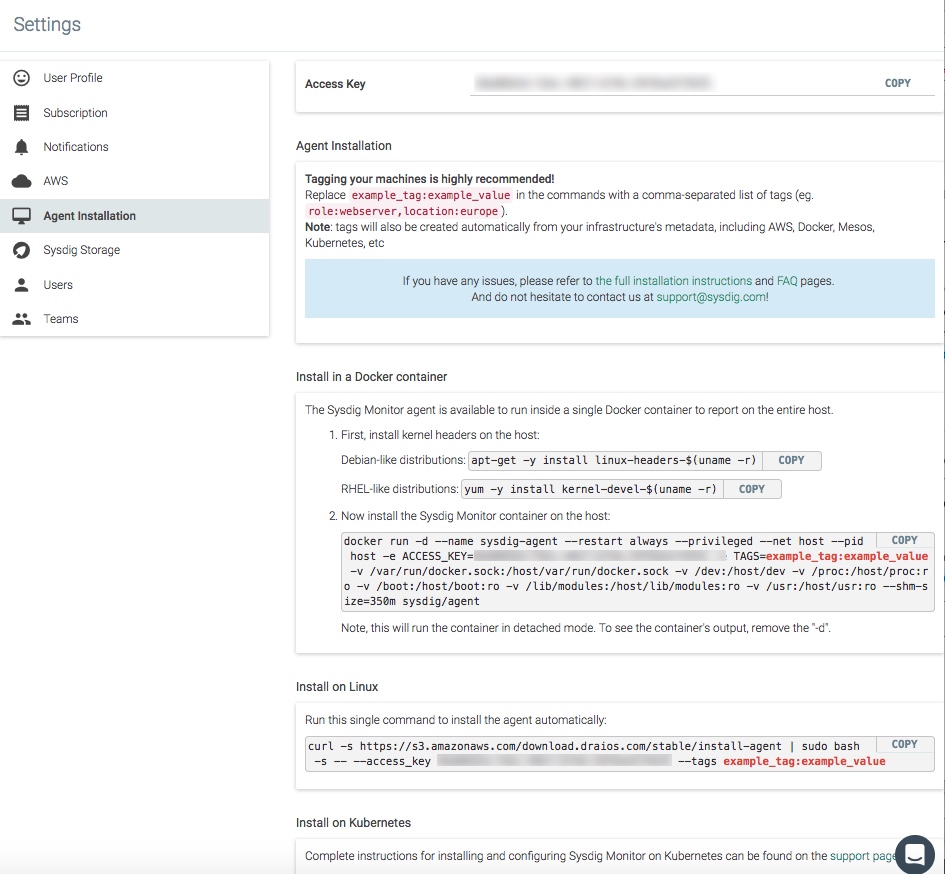 Settings
User Profile
Subscription
Notifications
AWS
Agent Installation
Sysdig Storage
Users
Teams
Access Key
COPY
Agent Installation
Tagging your machines is highly recommended!
Replace example_tag:example_value in the commands with a comma-separated list of tags (eg.
role:webserver,location:europe).
Note: tags will also be created automatically from your infrastructure's metadata, including AWS, Docker, Mesos,
Kubernetes, etc
If you have any issues, please refer to the full installation instructions and FAQ pages.
And do not hesitate to contact us at support@sysdig.com!
Install in a Docker container
The Sysdig Monitor agent is available to run inside a single Docker container to report on the entire host.
1. First, install kernel headers on the host:
Debian-like distributions: apt-get -y install linux-headers-$(uname -r) COPY
RHEL-like distributions: yum -y install kernel-devel-$(uname -r) COPY
2. Now install the Sysdig Monitor container on the host:
docker run -d --name sysdig-agent --restart always --privileged --net host --pid COPY
host -e ACCESS_KEY= TAGS=example_tag:example_value
-v /var/run/docker.sock:/host/var/run/docker.sock -v /dev:/host/dev -v /proc:/host/proc:r
o -v /boot:/host/boot:ro -v /lib/modules:/host/lib/modules:ro -v /usr:/host/usr:ro --shm-s
ize=350m sysdig/agent
Note, this will run the container in detached mode. To see the container's output, remove the "-d".
Install on Linux
Run this single command to install the agent automatically:
curl -s https://s3.amazonaws.com/download.draios.com/stable/install-agent | sudo bash COPY
-s -- --access_key --tags example_tag:example_value
Install on Kubernetes
Complete instructions for installing and configuring Sysdig Monitor on Kubernetes can be found on the support page